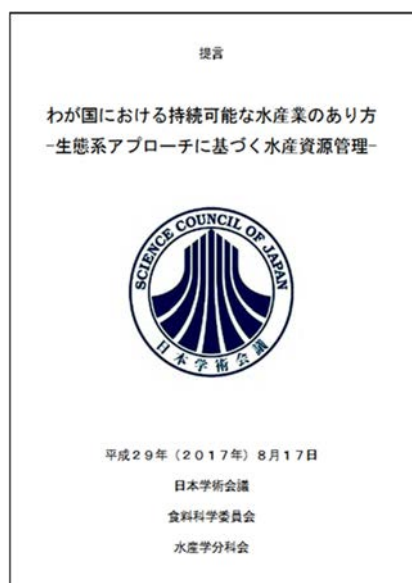 提言
わが国における持続可能な水産業のあり方
-生態系アプローチに基づく水産資源管理-
SCIENCE COUNCIL OF JAPAN
日本学術会議
平成29年（2017年）8月17日
日本学術会議
食料科学委員会
水産学分科会